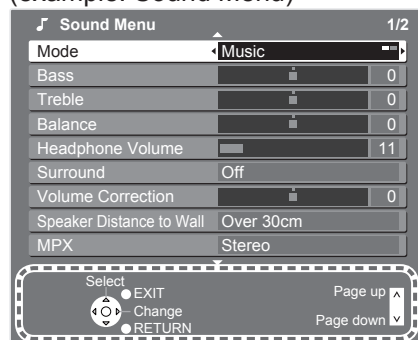 (example: Sound Menu)
Sound Menu 1/2
Mode Music
Bass 0
Treble 0
Balance 0
Headphone Volume 11
Surround Off
Volume Correction 0
Speaker Distance to Wall Over 30cm
MPX Stereo
Select
EXIT
Change
RETURN
Page up
Page down